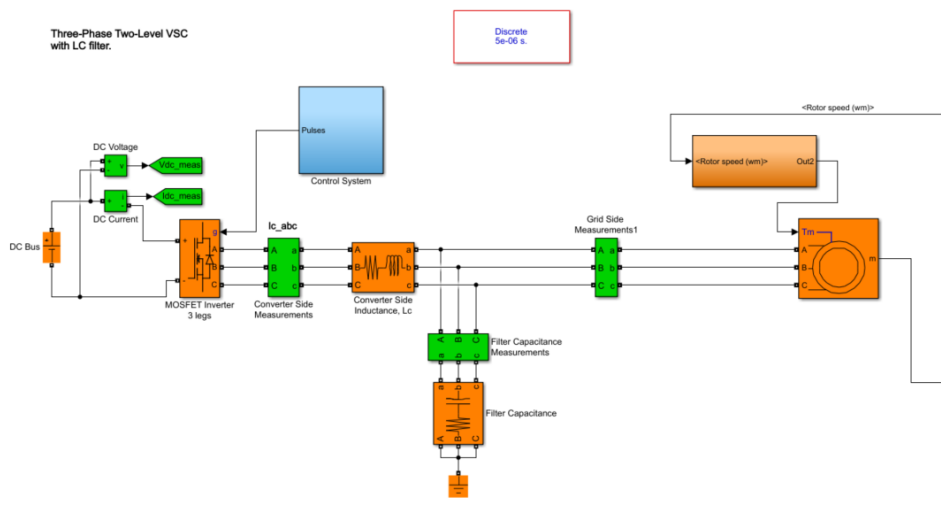 Three-Phase Two-Level VSC
with LC filter.
Discrete
5e-06 s.
<Rotor speed (wm)>
Pulses
Control System
<Rotor speed (wm)>
Out2
DC Voltage
+
-
v
Vdc_meas
i
+
-
Idc_meas
DC Current
DC Bus
+
+
-
g
A
B
C
MOSFET Inverter
3 legs
Ic_abc
A
B
C
a
b
c
Converter Side
Measurements
A
B
C
a
b
c
Converter Side
Inductance, Lc
Grid Side
Measurements1
A
B
C
a
b
c
Tm
A
B
C
m
A
B
C
a
b
c
Filter Capacitance
Measurements
a
b
c
A
B
C
Filter Capacitance